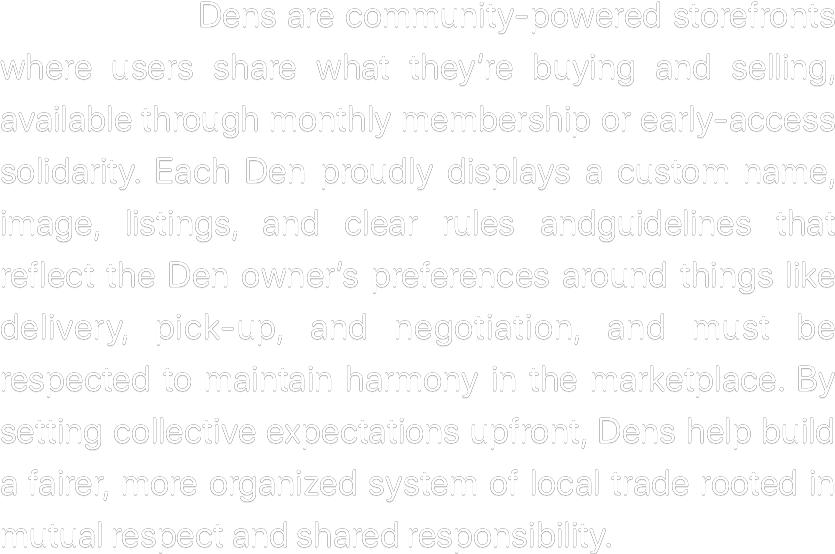 Dens are community-powered storefronts
where users share what they’re buying and selling,
available through monthly membership or early-access
solidarity. Each Den proudly displays a custom name,
image, listings, and clear rules andguidelines that
reflect the Den owner’s preferences around things like
delivery, pick-up, and negotiation, and must be
respected to maintain harmony in the marketplace. By
setting collective expectations upfront, Dens help build
a fairer, more organized system of local trade rooted in
mutual respect and shared responsibility.